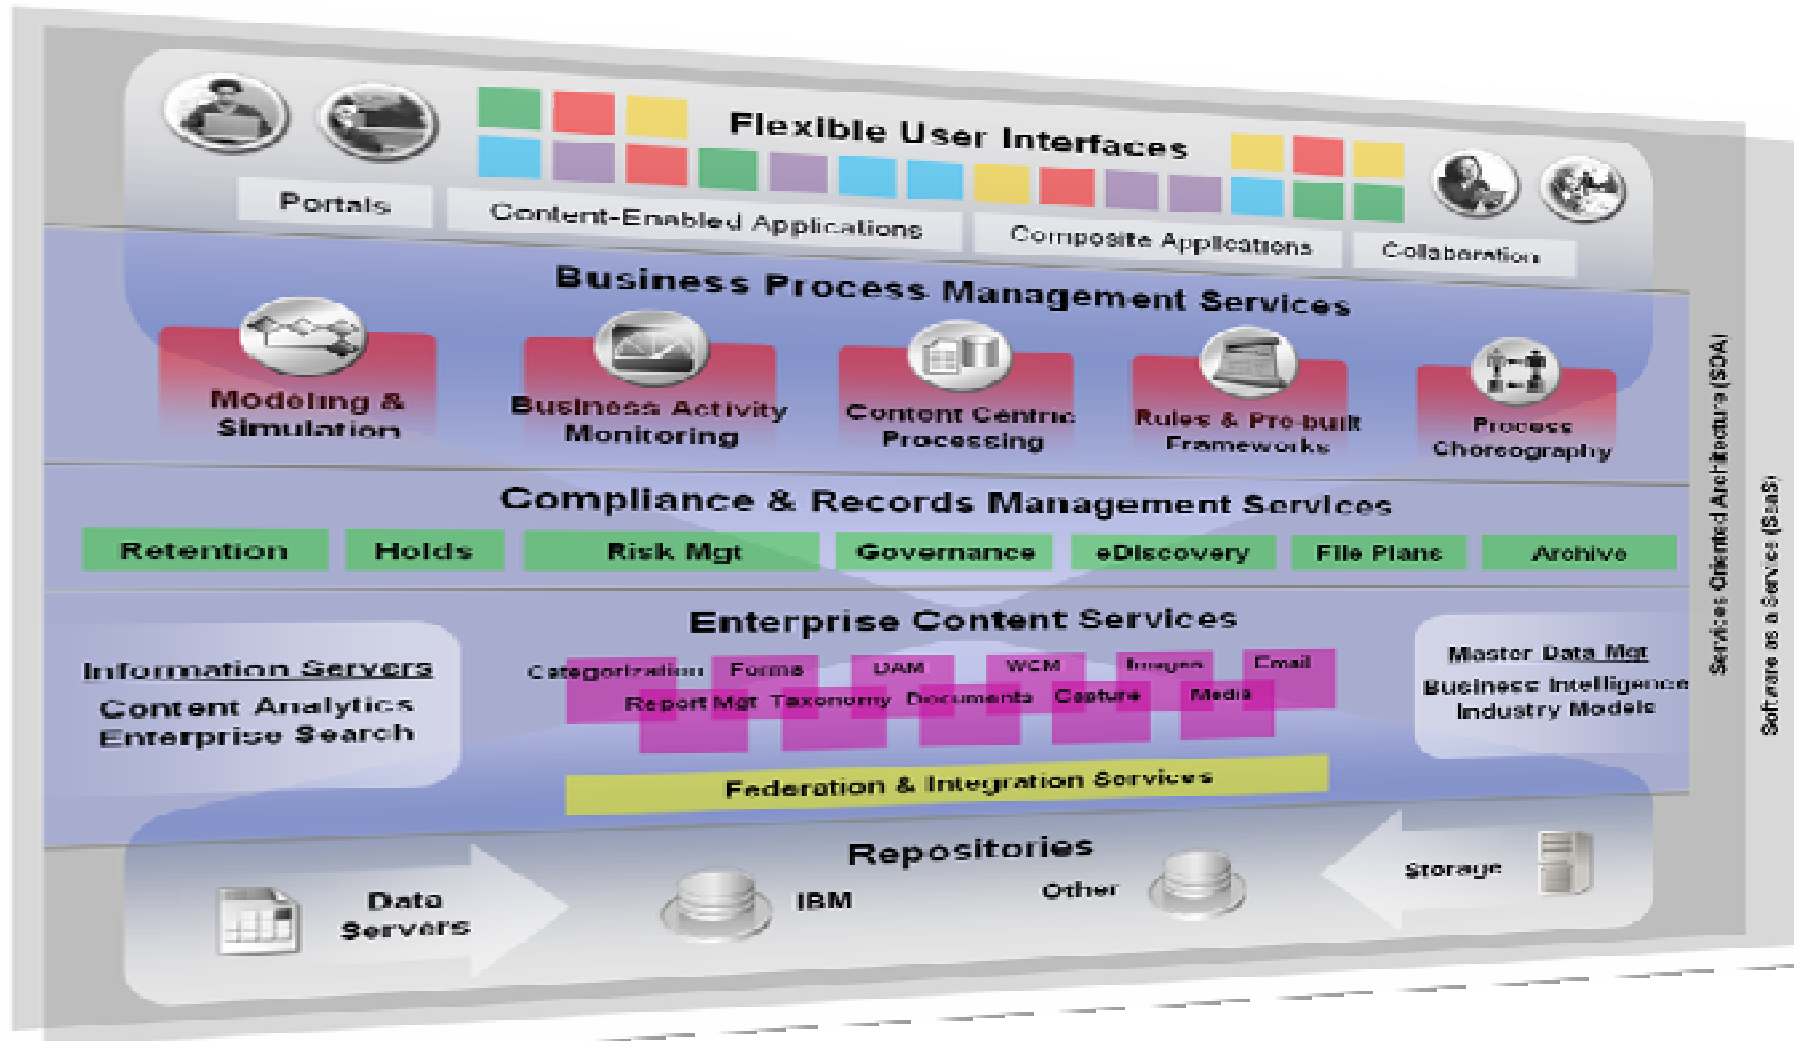 Flexible User Interfaces
Portals
Content-Enabled Applications
Composite Applications
Collaboration
Business Process Management Services
Modeling &
Simulation
Business Activity
Monitoring
Content Centric
Processing
Rules & Pre-built
Frameworks
Process
Choreography
Compliance & Records Management Services
Retention
Holds
Risk Mgt
Governance
eDiscovery
File Plans
Archive
Enterprise Content Services
Information Servers
Content Analytics
Enterprise Search
Categorization
Forms
DAM
WCM
Images
Email
Report Mgt
Taxonomy
Documents
Capture
Media
Master Data Mgt
Business Intelligence
Industry Models
Federation & Integration Services
Repositories
Data
Servers
IBM
Other
Storage
Services Oriented Architecture (SOA)
Software as a Service (SaaS)